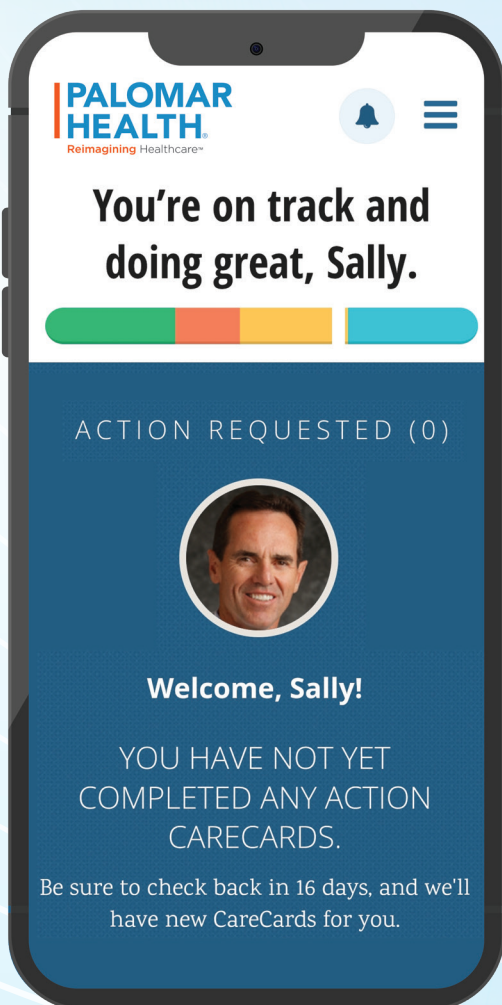 PALOMAR
HEALTH®
Reimagining Healthcare℠
You’re on track and
doing great, Sally.
ACTION REQUESTED (0)
Welcome, Sally!
YOU HAVE NOT YET
COMPLETED ANY ACTION
CARECARDS.
Be sure to check back in 16 days, and we'll
have new CareCards for you.